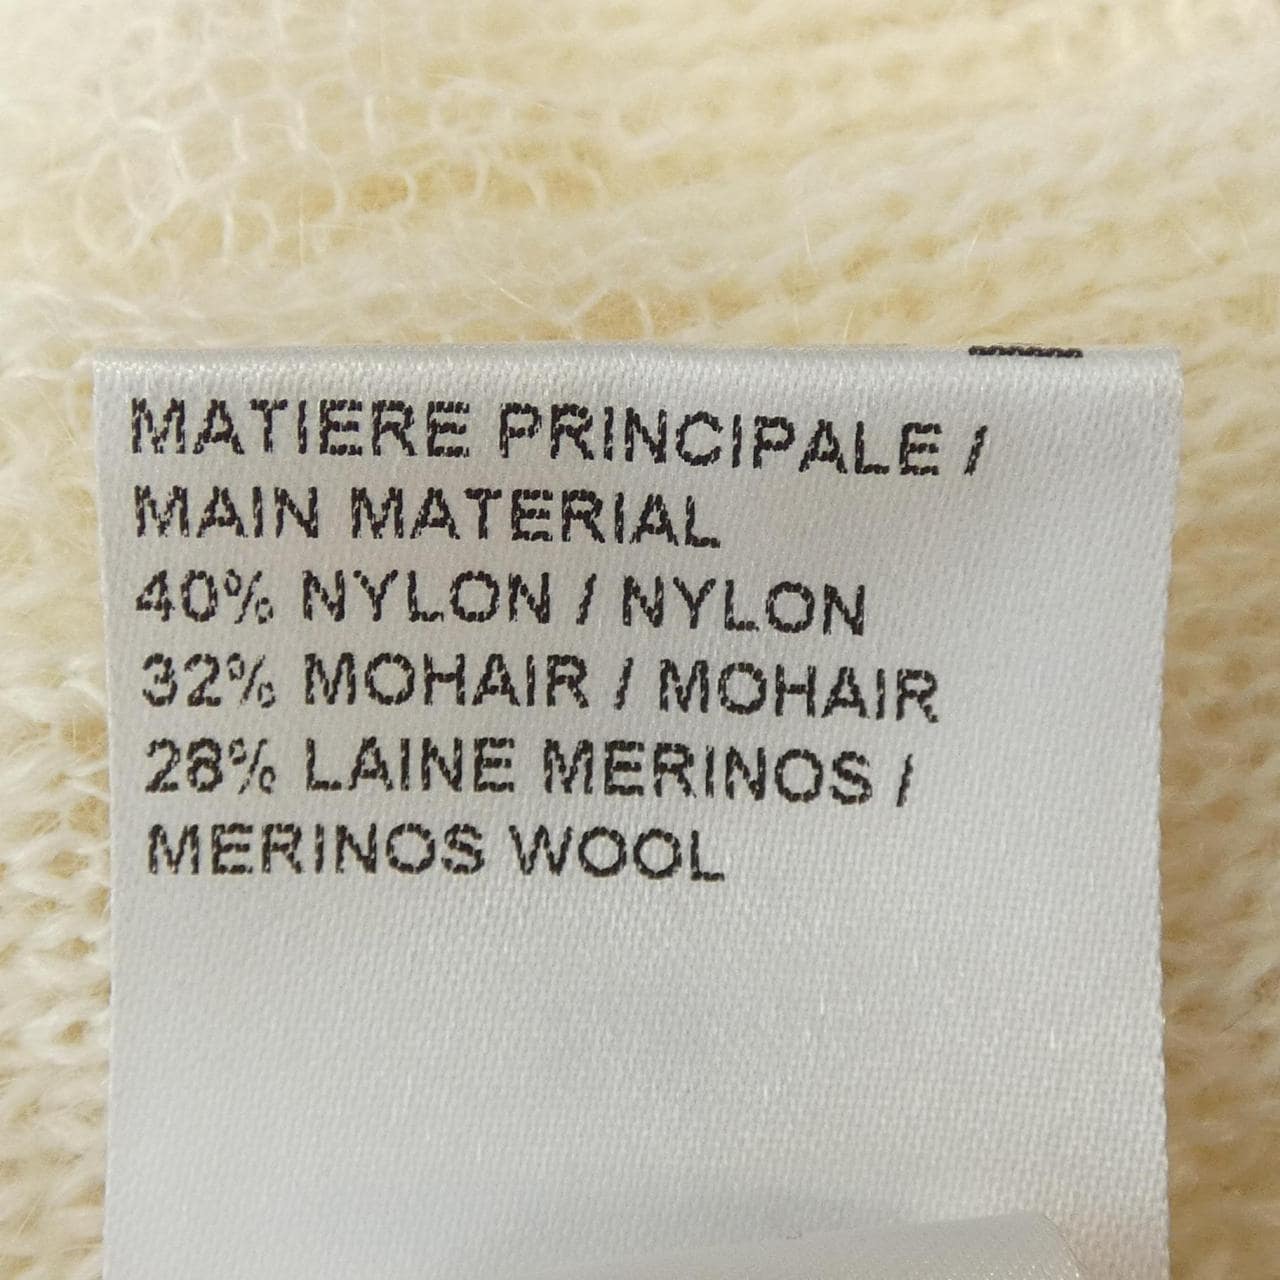 MATIERE PRINCIPALE /
MAIN MATERIAL
40% NYLON / NYLON
32% MOHAIR / MOHAIR
28% LAINE MERINOS /
MERINOS WOOL